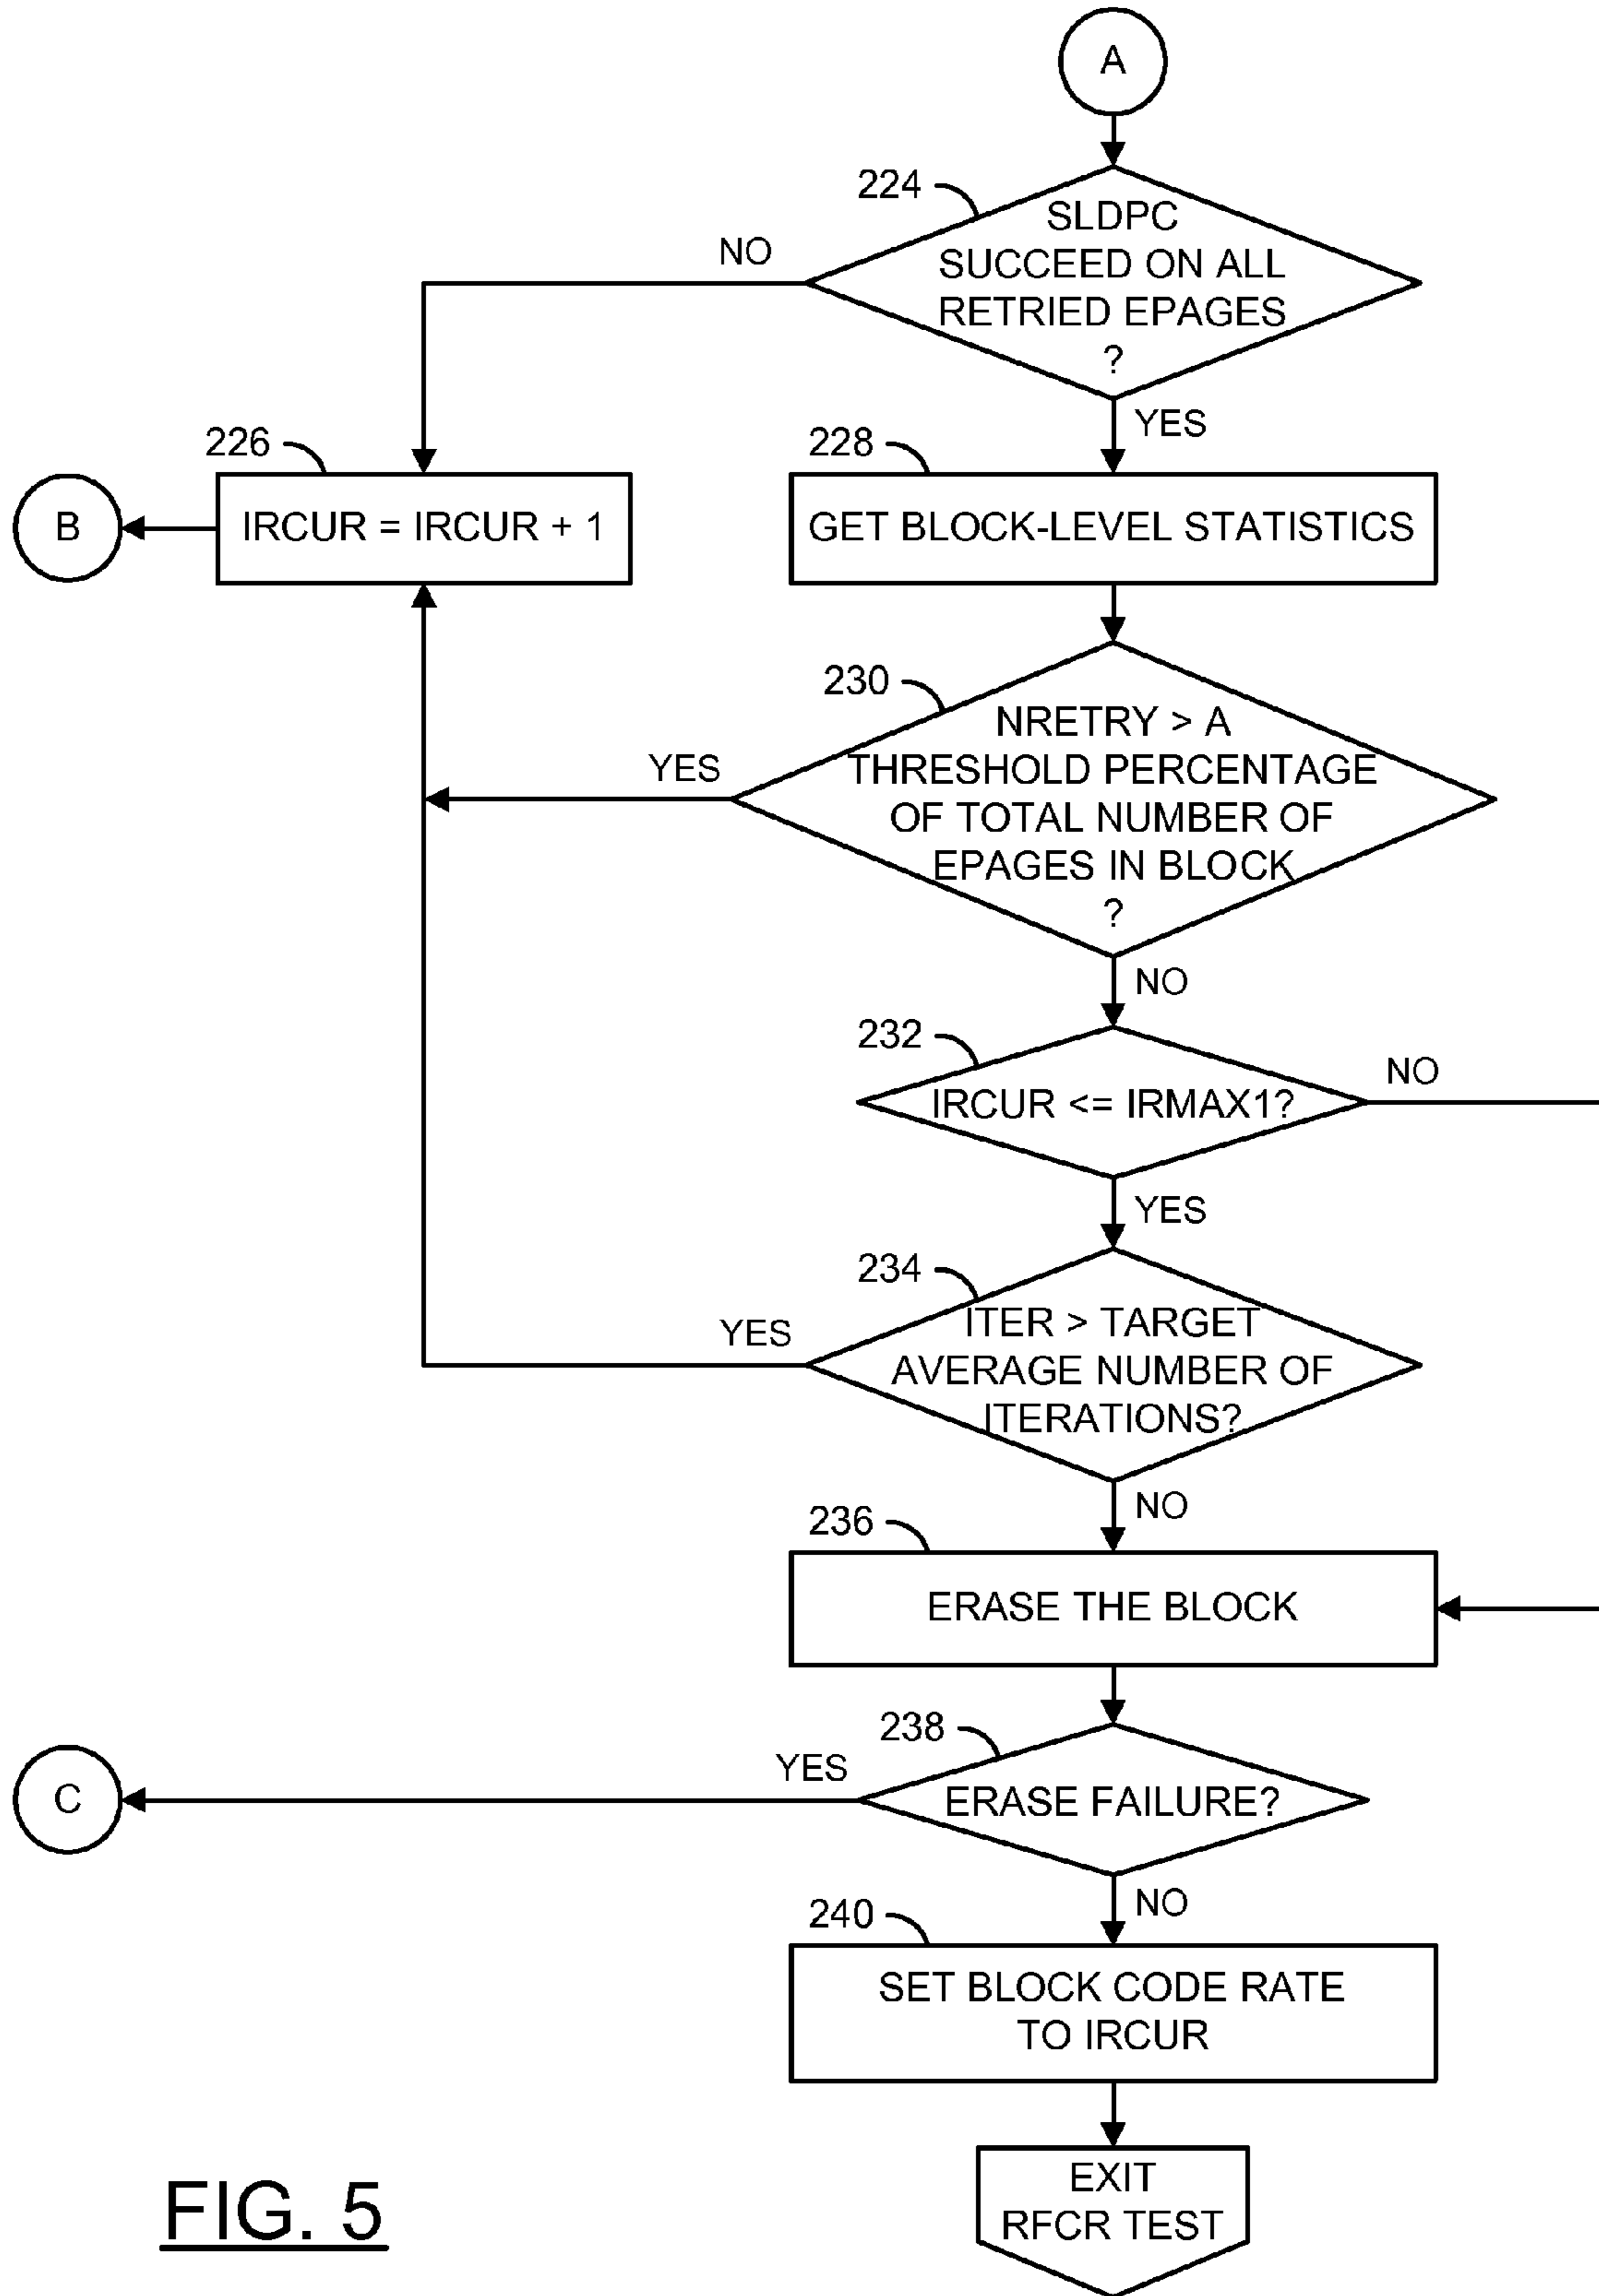 A
224
SLDPC
SUCCEED ON ALL
RETRIED EPAGES
?
NO
YES
226
228
B
IRCUR = IRCUR + 1
GET BLOCK-LEVEL STATISTICS
230
NRETRY > A
THRESHOLD PERCENTAGE
OF TOTAL NUMBER OF
EPAGES IN BLOCK
?
YES
NO
232
IRCUR <= IRMAX1?
NO
YES
234
ITER > TARGET
AVERAGE NUMBER OF
ITERATIONS?
YES
NO
236
ERASE THE BLOCK
238
YES
C
ERASE FAILURE?
NO
240
SET BLOCK CODE RATE
TO IRCUR
EXIT
RFCR TEST
FIG. 5